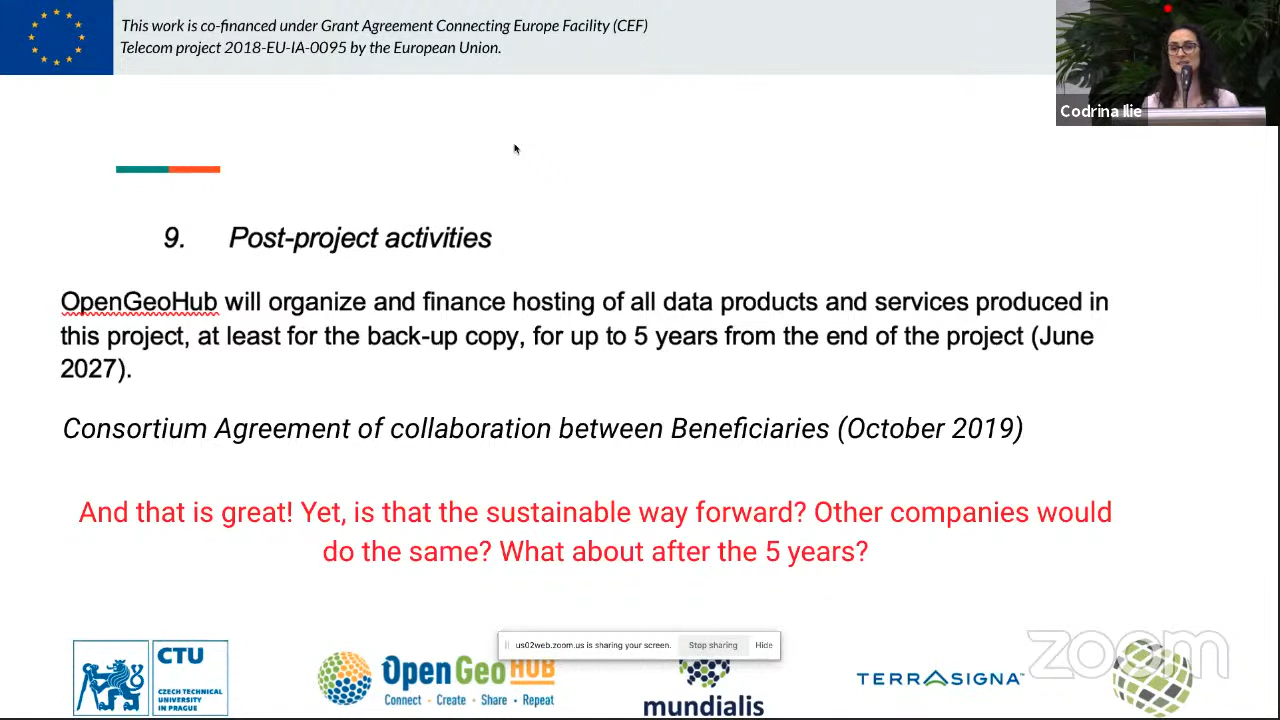 This work is co-financed under Grant Agreement Connecting Europe Facility (CEF)
Telecom project 2018-EU-IA-0095 by the European Union.
Codrina Ilie
9. Post-project activities
OpenGeoHub will organize and finance hosting of all data products and services produced in
this project, at least for the back-up copy, for up to 5 years from the end of the project (June
2027).
Consortium Agreement of collaboration between Beneficiaries (October 2019)
And that is great! Yet, is that the sustainable way forward? Other companies would
do the same? What about after the 5 years?
us02web.zoom.us is sharing your screen. Stop sharing Hide
CTU
CZECH TECHNICAL
UNIVERSITY
IN PRAGUE
OpenGeoHUB
Connect - Create - Share - Repeat
mundialis
TERRASIGNA™
zoom